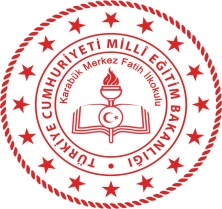 TÜRKİYE CUMHURİYETİ MİLLÎ EĞİTİM BAKANLIĞI
Karabük Merkez Fatih İlkokulu